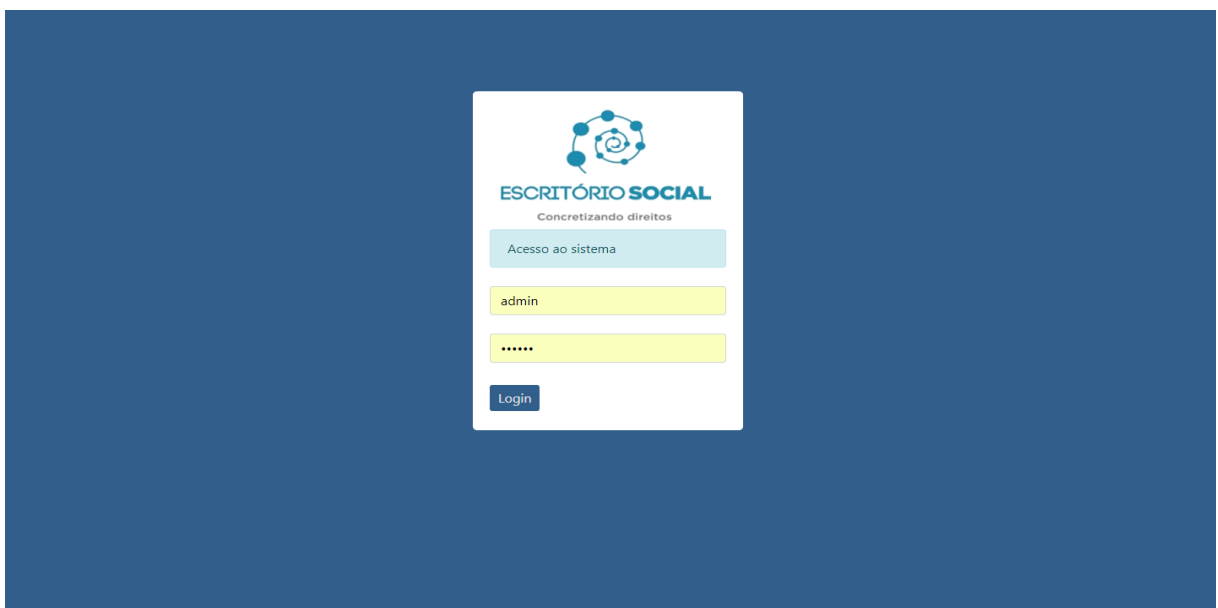 ESCRITÓRIO SOCIAL
Concretizando direitos
Acesso ao sistema
admin
••••••
Login